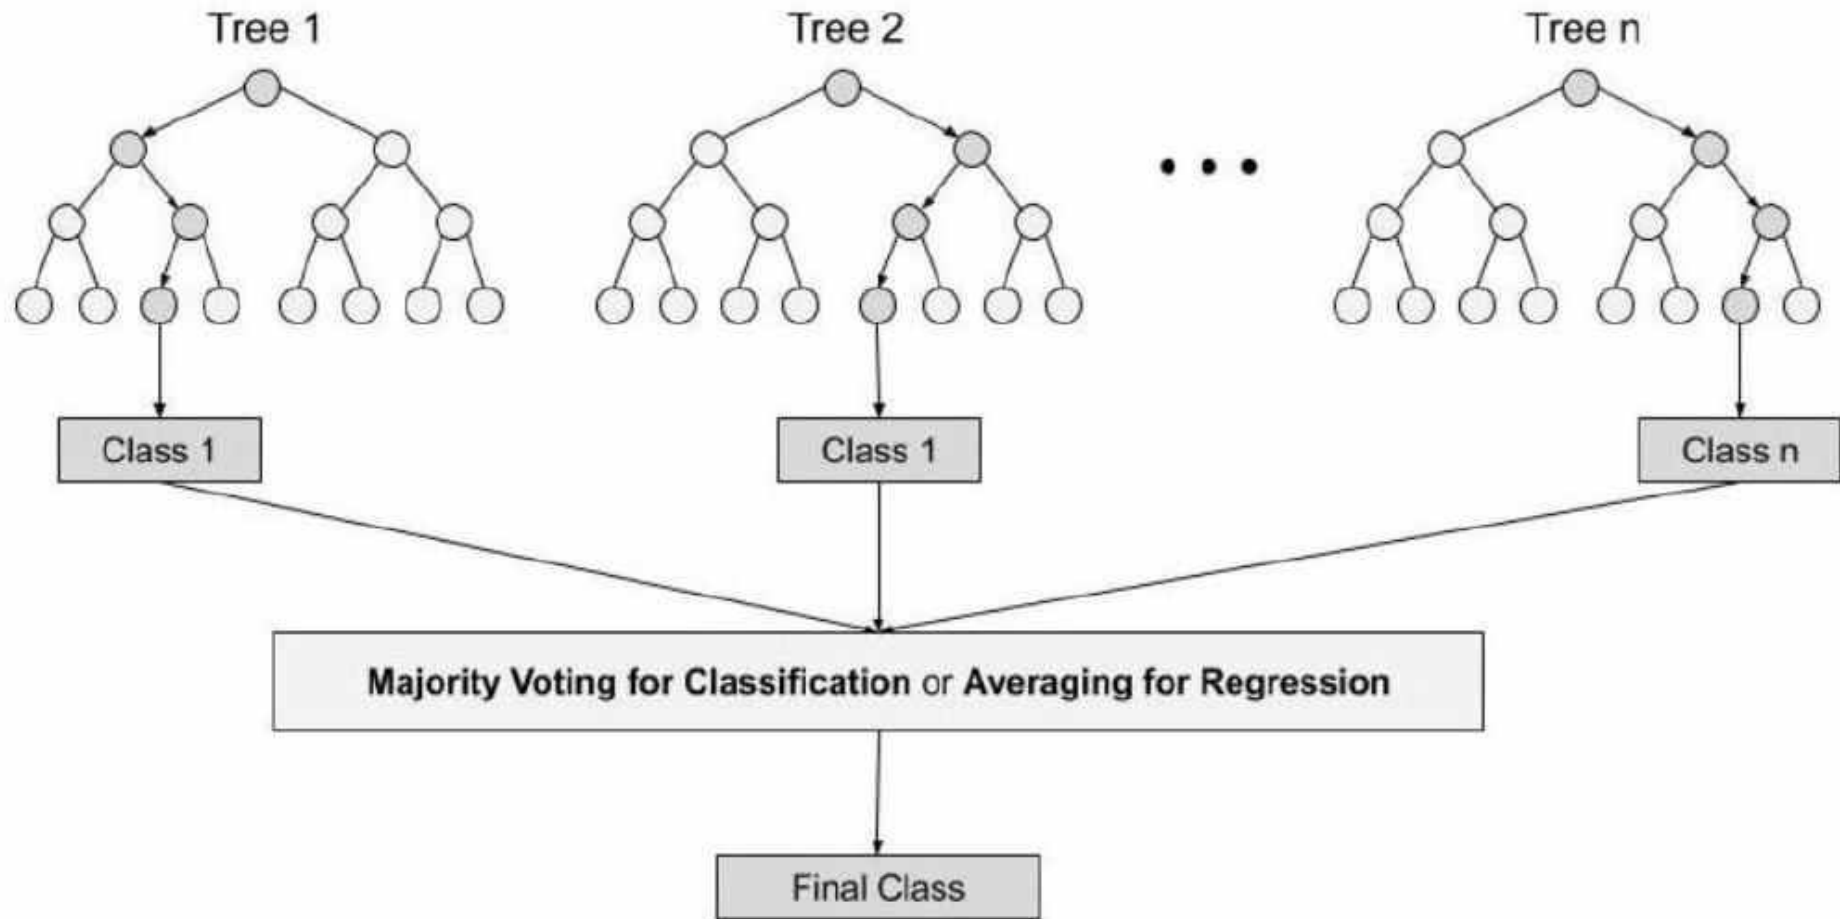 Tree 1
Tree 2
Tree n
Class 1
Class 1
Class n
Majority Voting for Classification or Averaging for Regression
Final Class